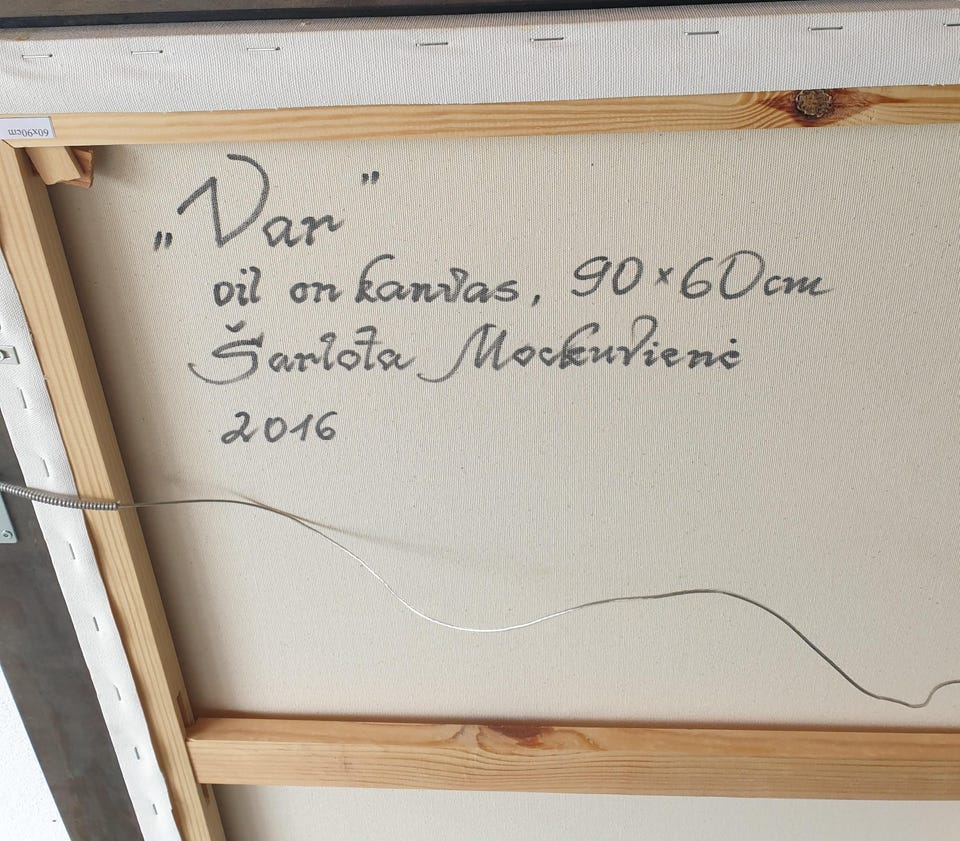 60x90cm
„Var”
oil on kanvas, 90×60cm
Šarlota Mockuvienė
2016